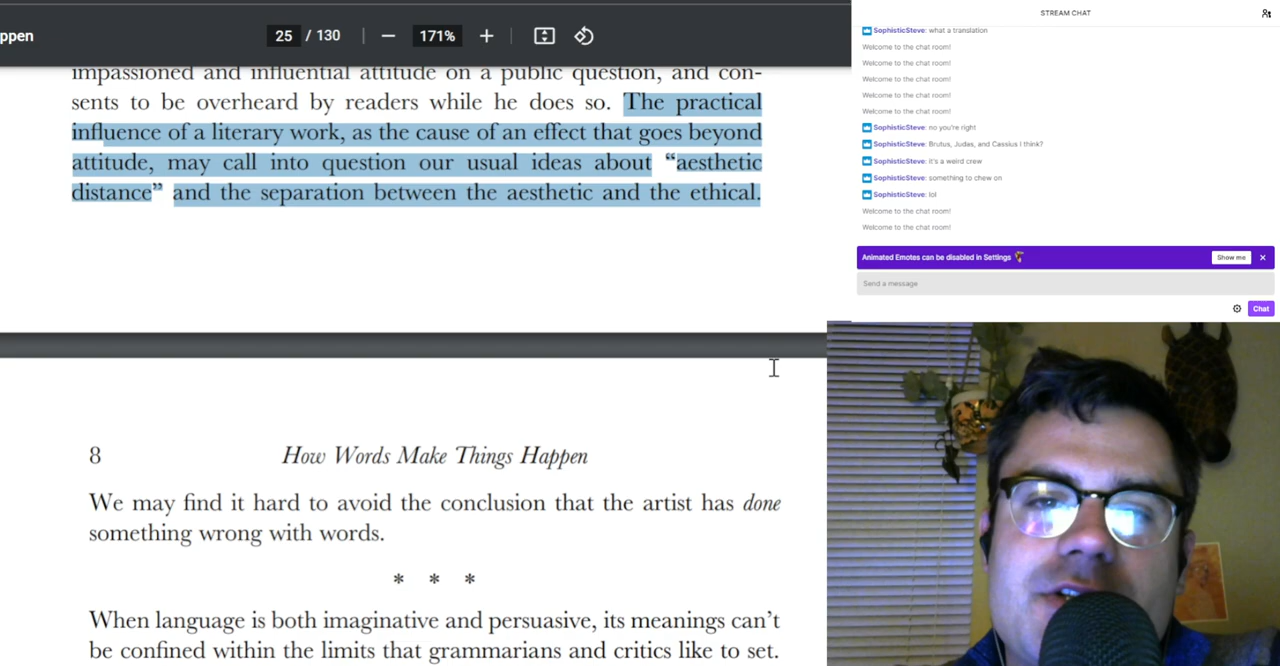 ppen
25 / 130
171%
impassioned and influential attitude on a public question, and con-
sents to be overheard by readers while he does so. The practical
influence of a literary work, as the cause of an effect that goes beyond
attitude, may call into question our usual ideas about “aesthetic
distance” and the separation between the aesthetic and the ethical.
8 How Words Make Things Happen
We may find it hard to avoid the conclusion that the artist has done
something wrong with words.
* * *
When language is both imaginative and persuasive, its meanings can’t
be confined within the limits that grammarians and critics like to set.
STREAM CHAT
SophisticSteve: what a translation
Welcome to the chat room!
Welcome to the chat room!
Welcome to the chat room!
Welcome to the chat room!
Welcome to the chat room!
SophisticSteve: no you're right
SophisticSteve: Brutus, Judas, and Cassius I think?
SophisticSteve: it's a weird crew
SophisticSteve: something to chew on
SophisticSteve: lol
Welcome to the chat room!
Welcome to the chat room!
Animated Emotes can be disabled in Settings
Show me
Send a message
Chat